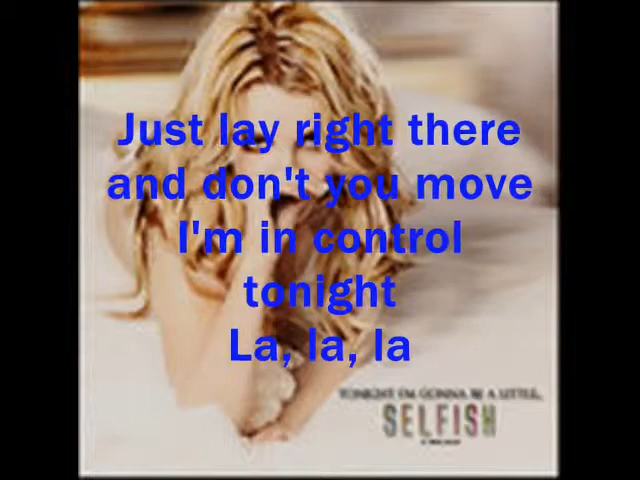 Just lay right there
and don't you move
I'm in control
tonight
La, la, la
TONIGHT I'M GONNA BE A LITTLE,
SELFISH